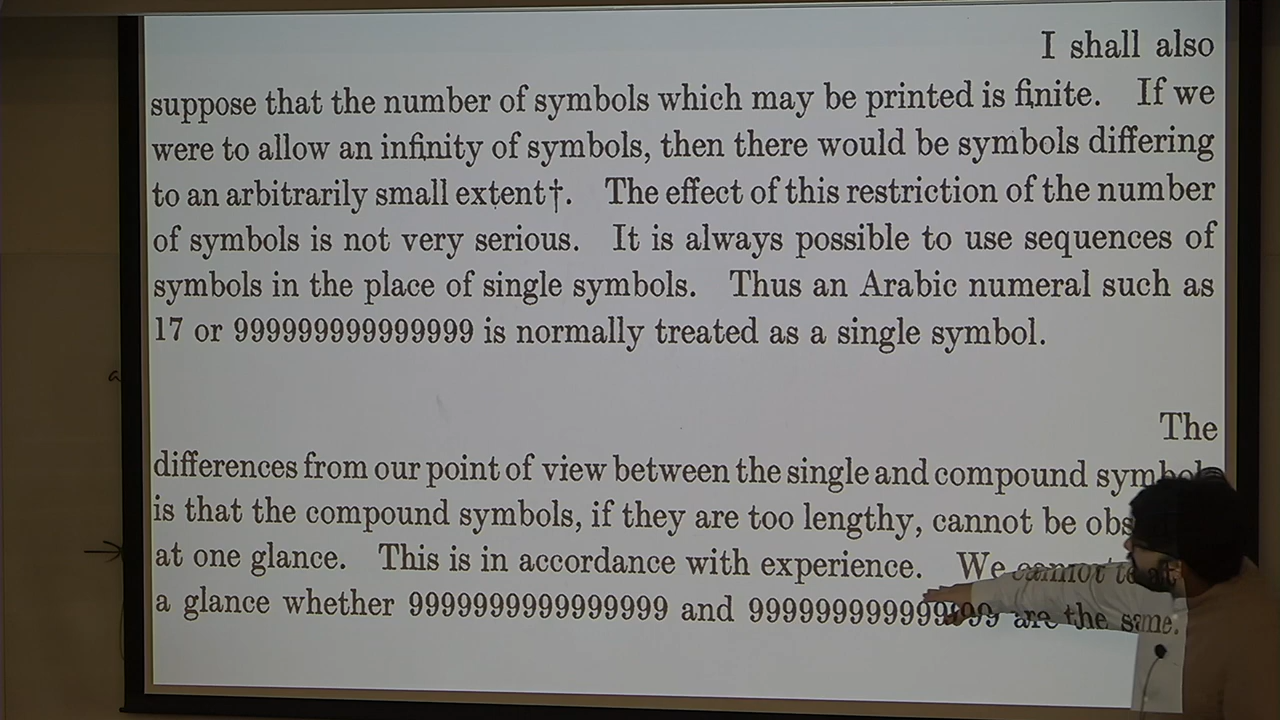 I shall also
suppose that the number of symbols which may be printed is finite. If we
were to allow an infinity of symbols, then there would be symbols differing
to an arbitrarily small extent†. The effect of this restriction of the number
of symbols is not very serious. It is always possible to use sequences of
symbols in the place of single symbols. Thus an Arabic numeral such as
17 or 999999999999999 is normally treated as a single symbol.
The
differences from our point of view between the single and compound symbols
is that the compound symbols, if they are too lengthy, cannot be
at one glance. This is in accordance with experience. We cannot at
a glance whether 9999999999999999 and are the same.